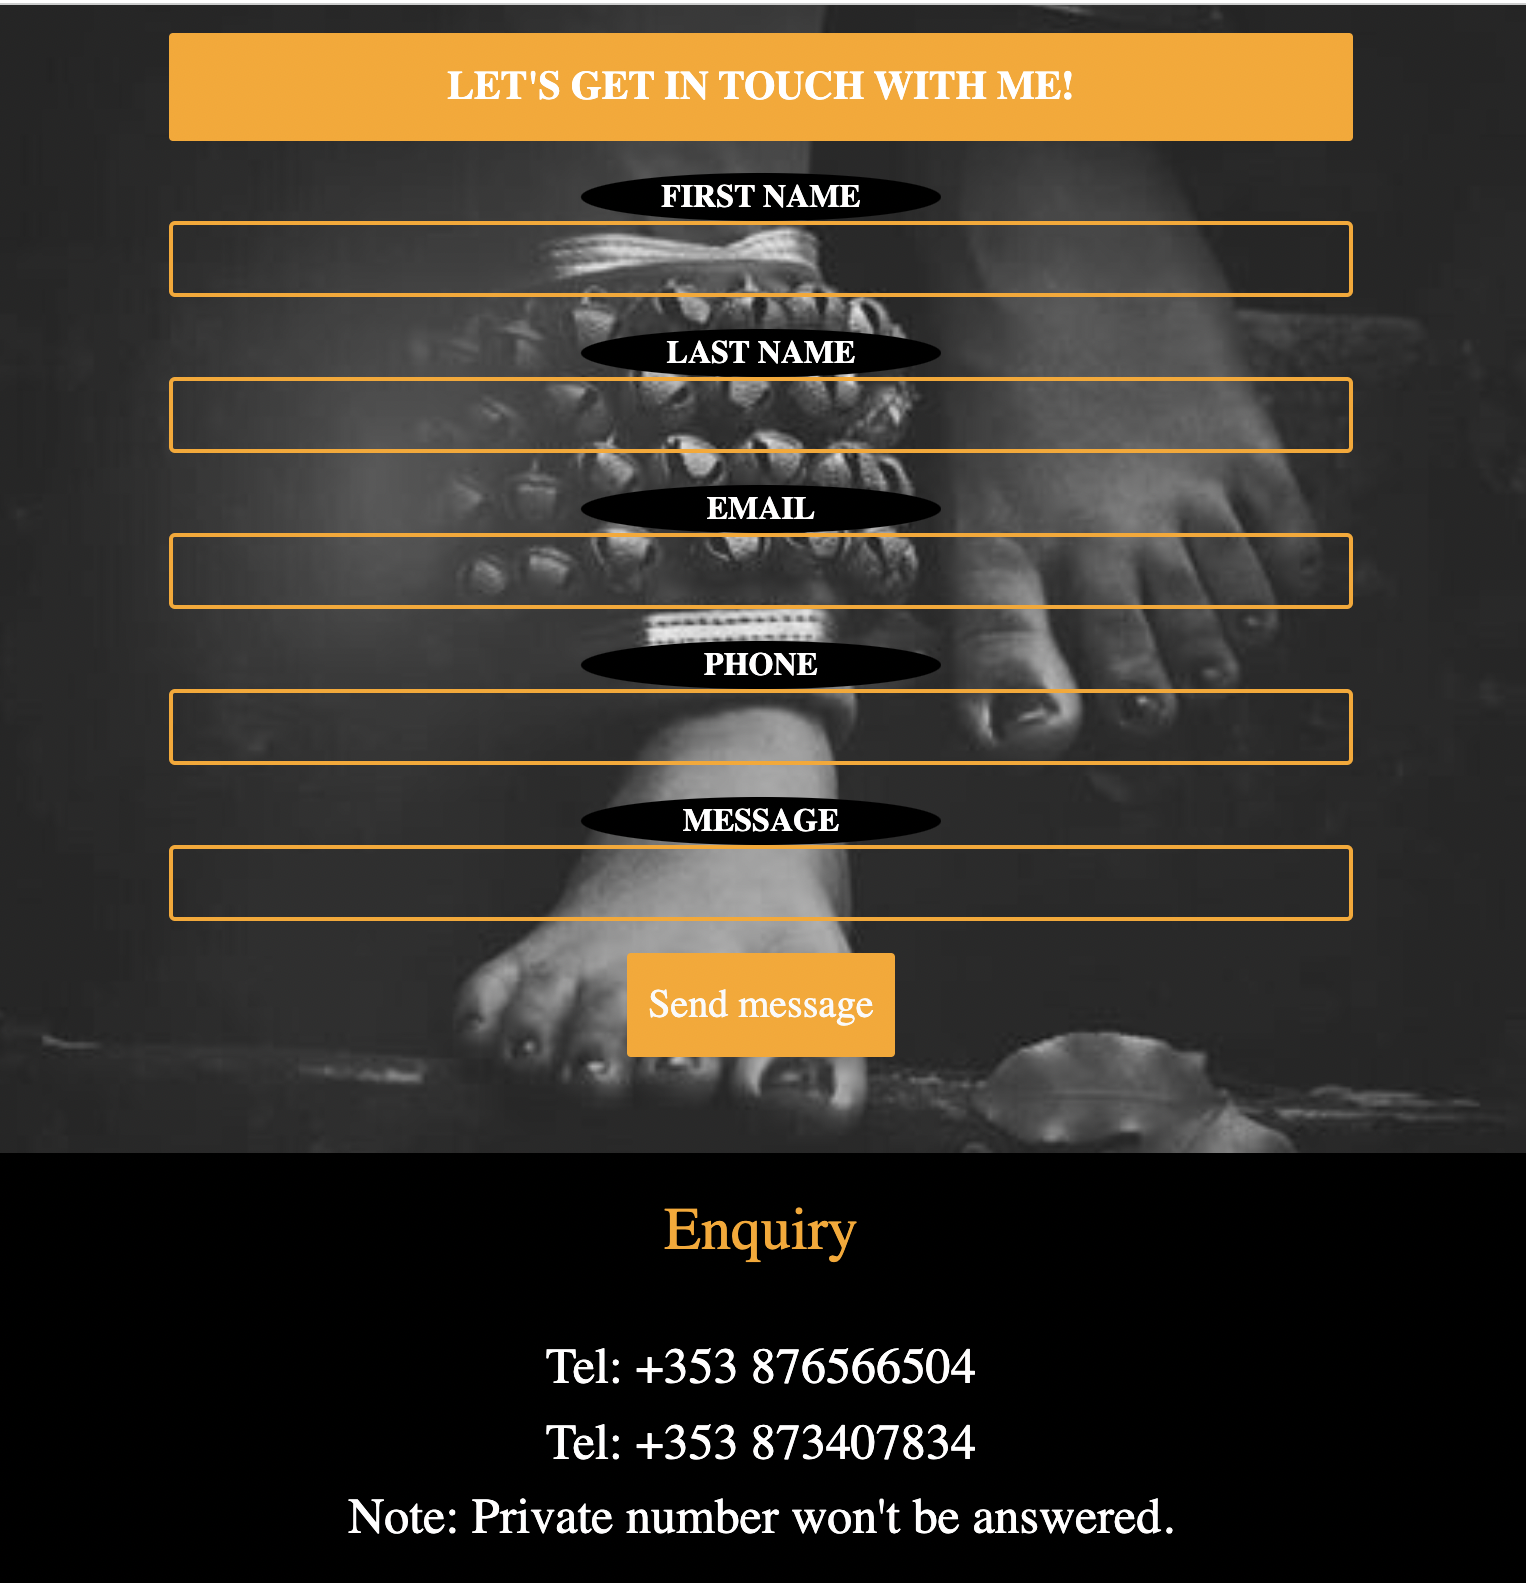 LET'S GET IN TOUCH WITH ME!
FIRST NAME
LAST NAME
EMAIL
PHONE
MESSAGE
Send message
Enquiry
Tel: +353 876566504
Tel: +353 873407834
Note: Private number won't be answered.